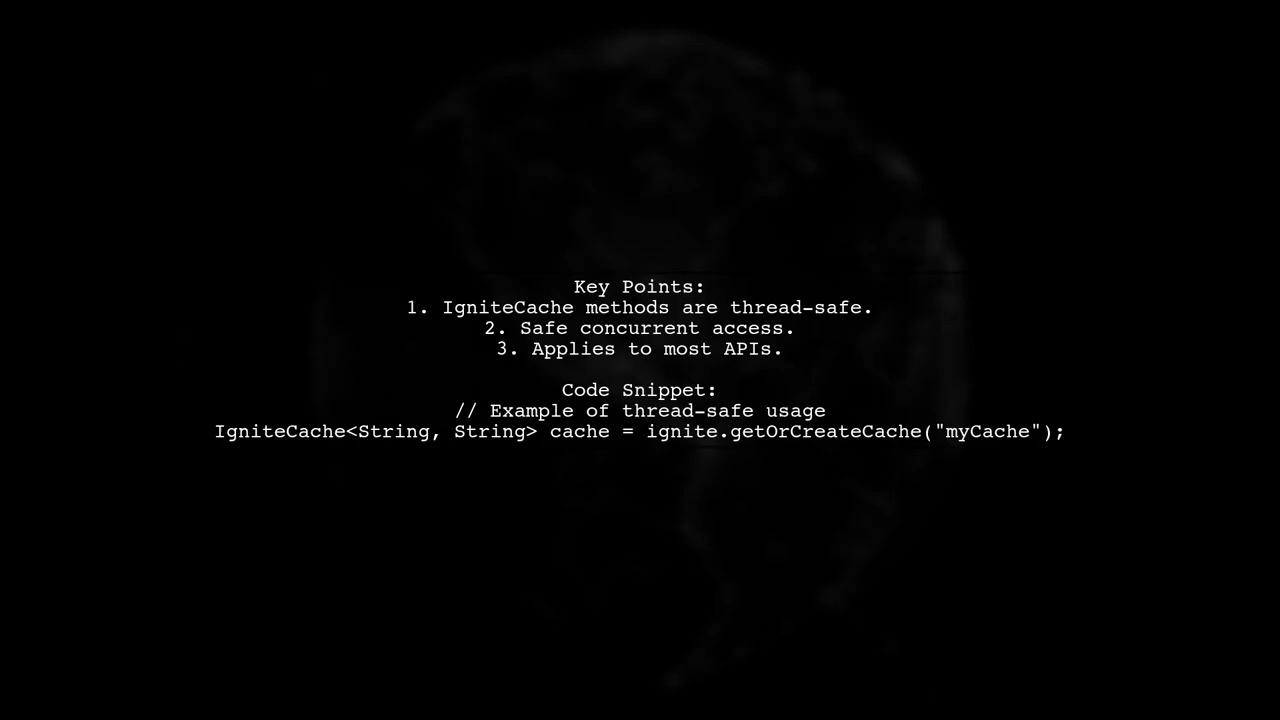 Key Points:
1. IgniteCache methods are thread-safe.
2. Safe concurrent access.
3. Applies to most APIs.
Code Snippet:
// Example of thread-safe usage
IgniteCache<String, String> cache = ignite.getOrCreateCache("myCache");